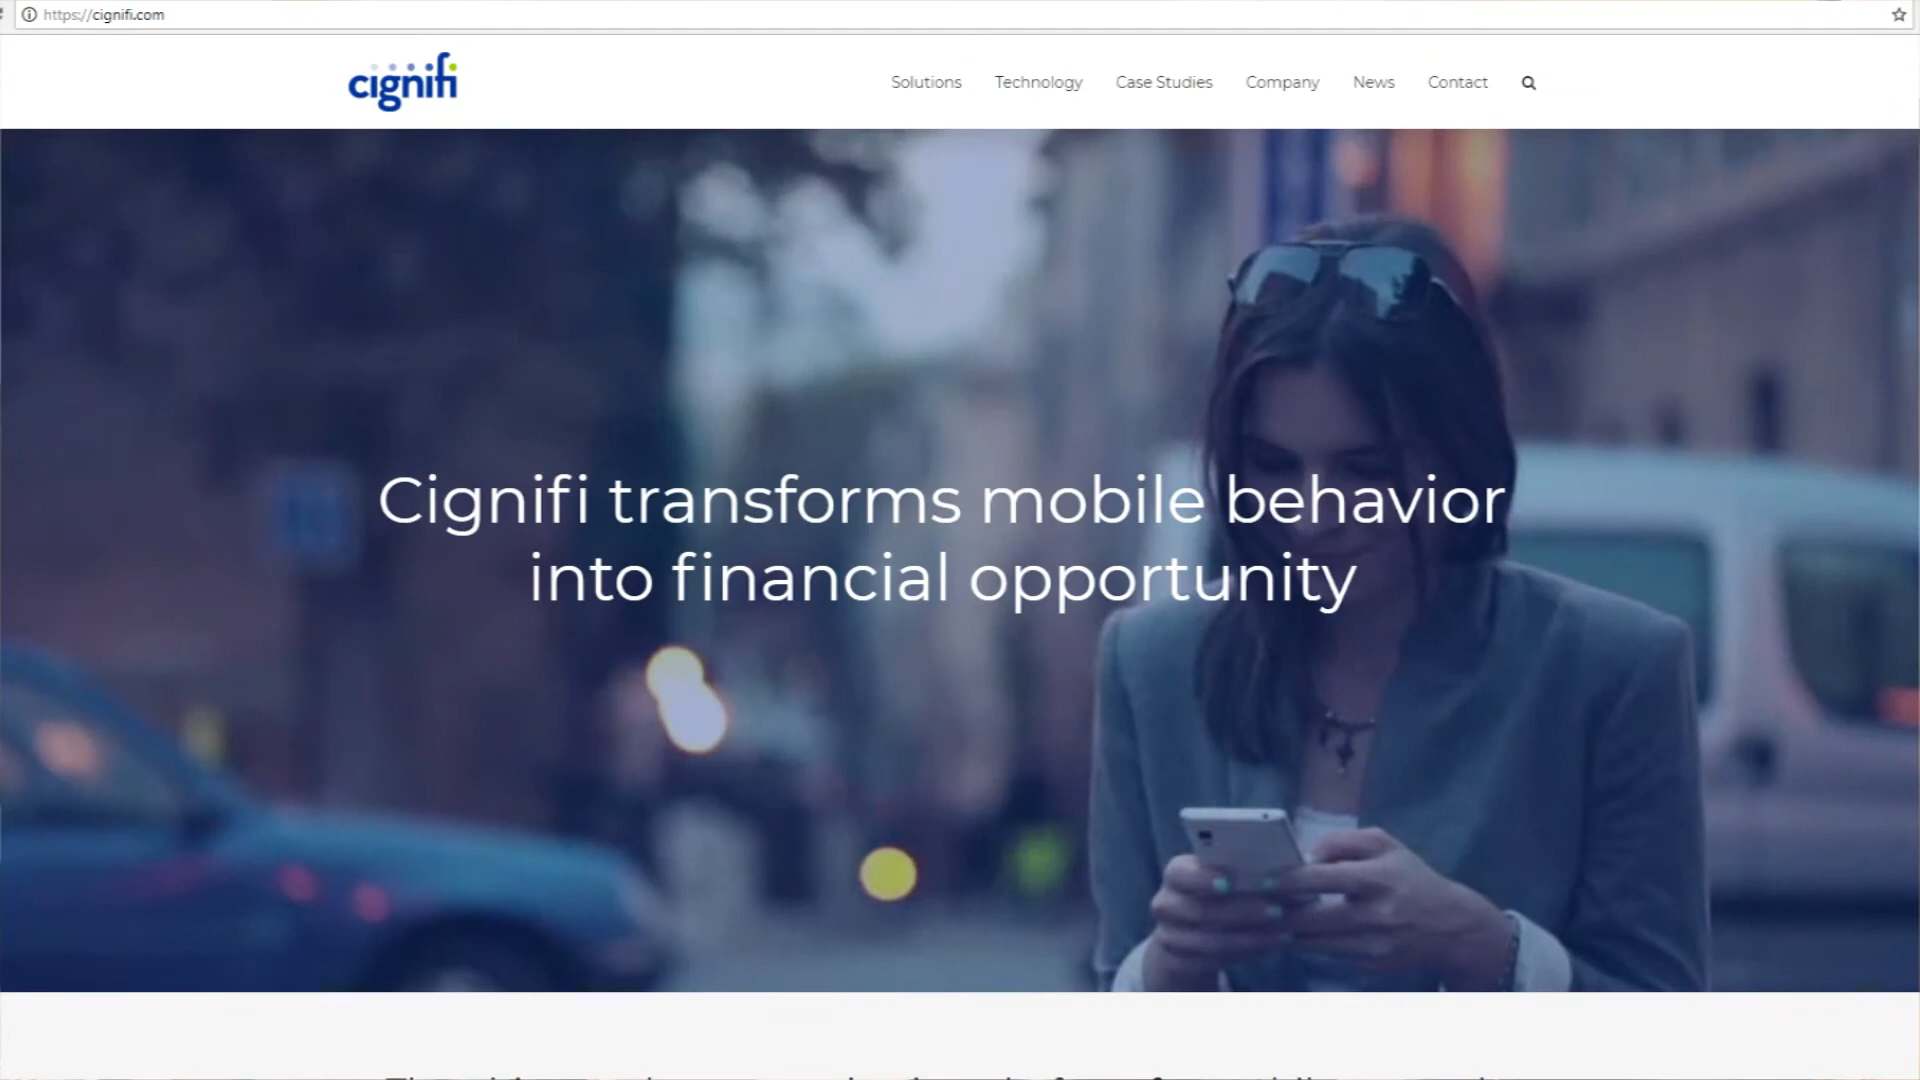 https://cignifi.com
cignifi
Solutions Technology Case Studies Company News Contact
Cignifi transforms mobile behavior
into financial opportunity